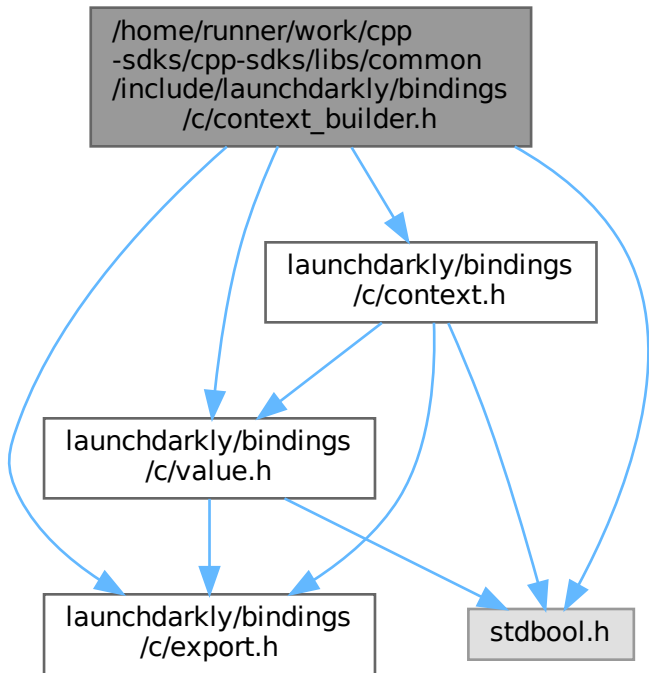 /home/runner/work/cpp
-sdks/cpp-sdks/libs/common
/include/launchdarkly/bindings
/c/context_builder.h
launchdarkly/bindings
/c/context.h
launchdarkly/bindings
/c/value.h
launchdarkly/bindings
/c/export.h
stdbool.h